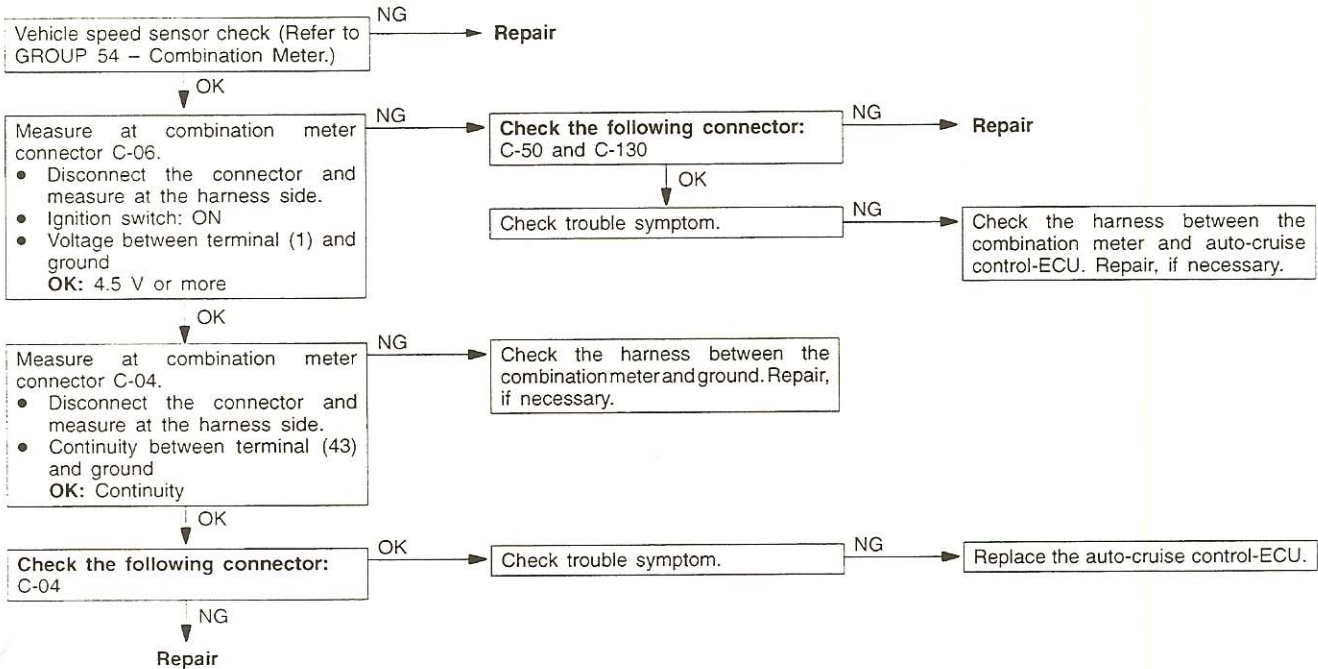 Vehicle speed sensor check (Refer to
GROUP 54 – Combination Meter.)
NG
Repair
OK
Measure at combination meter
connector C-06.
● Disconnect the connector and
measure at the harness side.
● Ignition switch: ON
● Voltage between terminal (1) and
ground
OK: 4.5 V or more
NG
Check the following connector:
C-50 and C-130
NG
Repair
OK
Check trouble symptom.
NG
Check the harness between the
combination meter and auto-cruise
control-ECU. Repair, if necessary.
OK
Measure at combination meter
connector C-04.
● Disconnect the connector and
measure at the harness side.
● Continuity between terminal (43)
and ground
OK: Continuity
NG
Check the harness between the
combination meter and ground. Repair,
if necessary.
OK
Check the following connector:
C-04
OK
Check trouble symptom.
NG
Replace the auto-cruise control-ECU.
NG
Repair